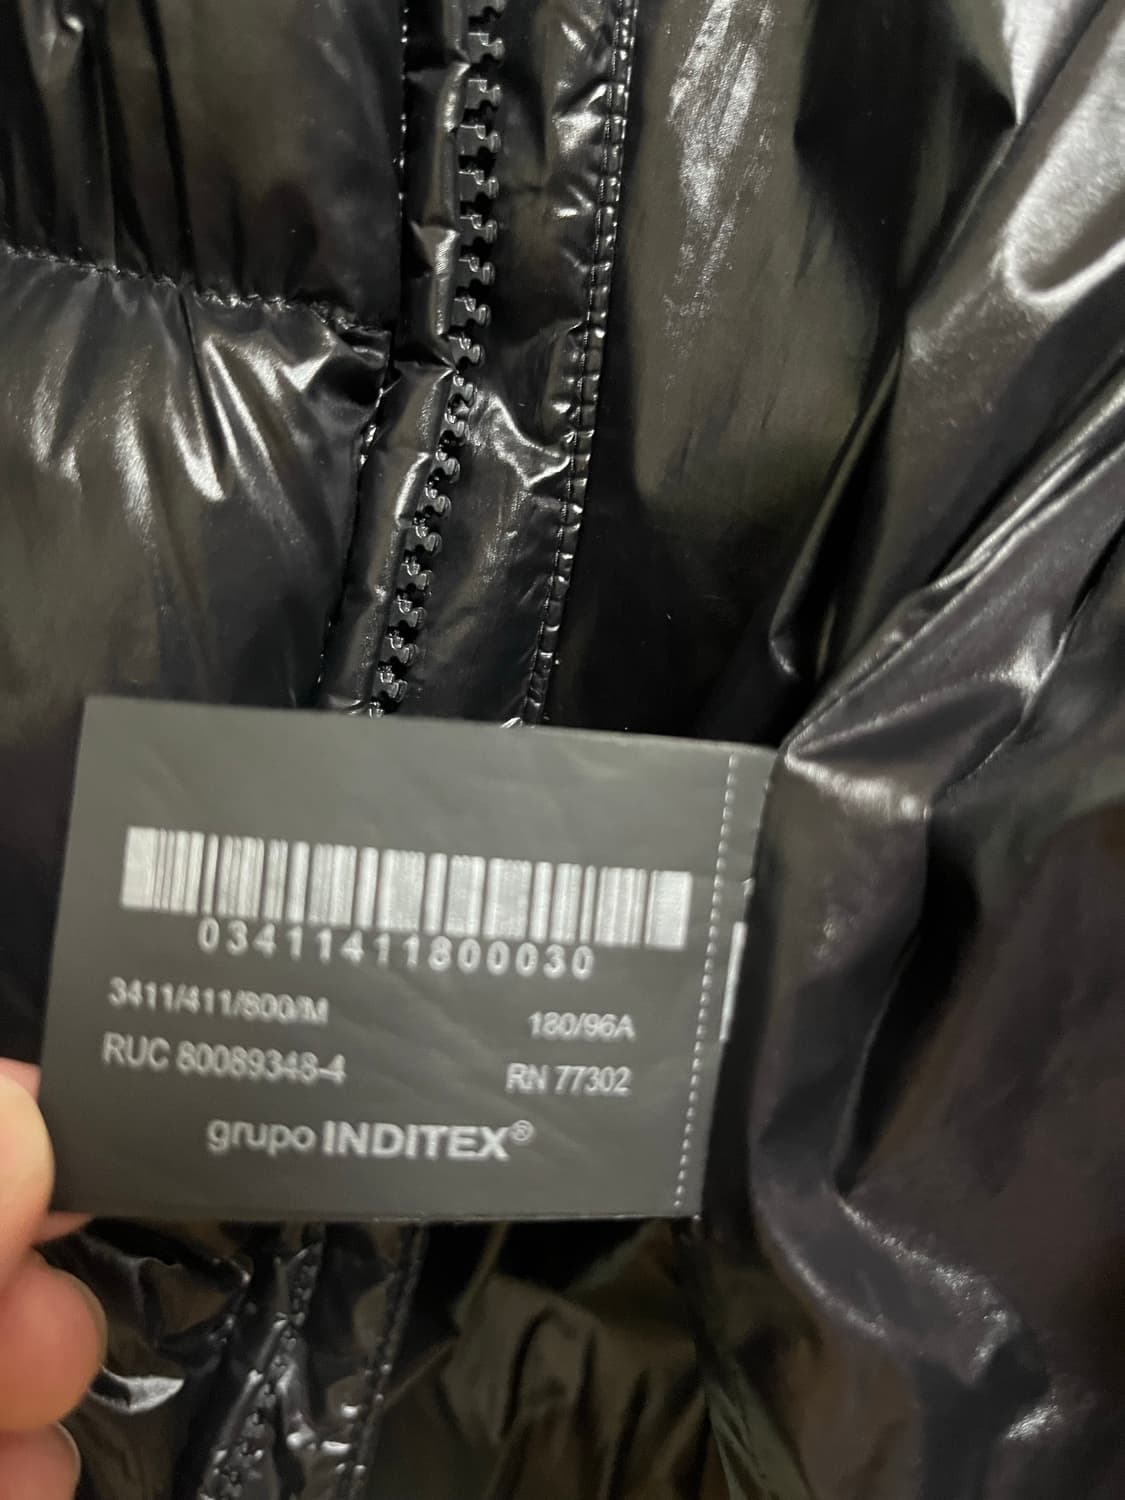 03411411800030
3411/411/800/M
180/96A
RUC 80089348-4
RN 77302
grupo INDITEX®